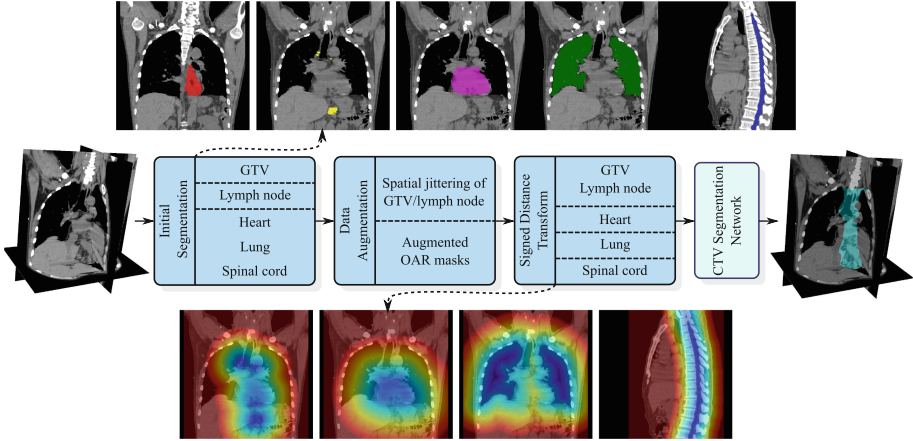 Initial
Segmentation
GTV
Lymph node
Heart
Lung
Spinal cord
Data
Augmentation
Spatial jittering of
GTV/lymph node
Augmented
OAR masks
Signed Distance
Transform
GTV
Lymph node
Heart
Lung
Spinal cord
CTV Segmentation
Network